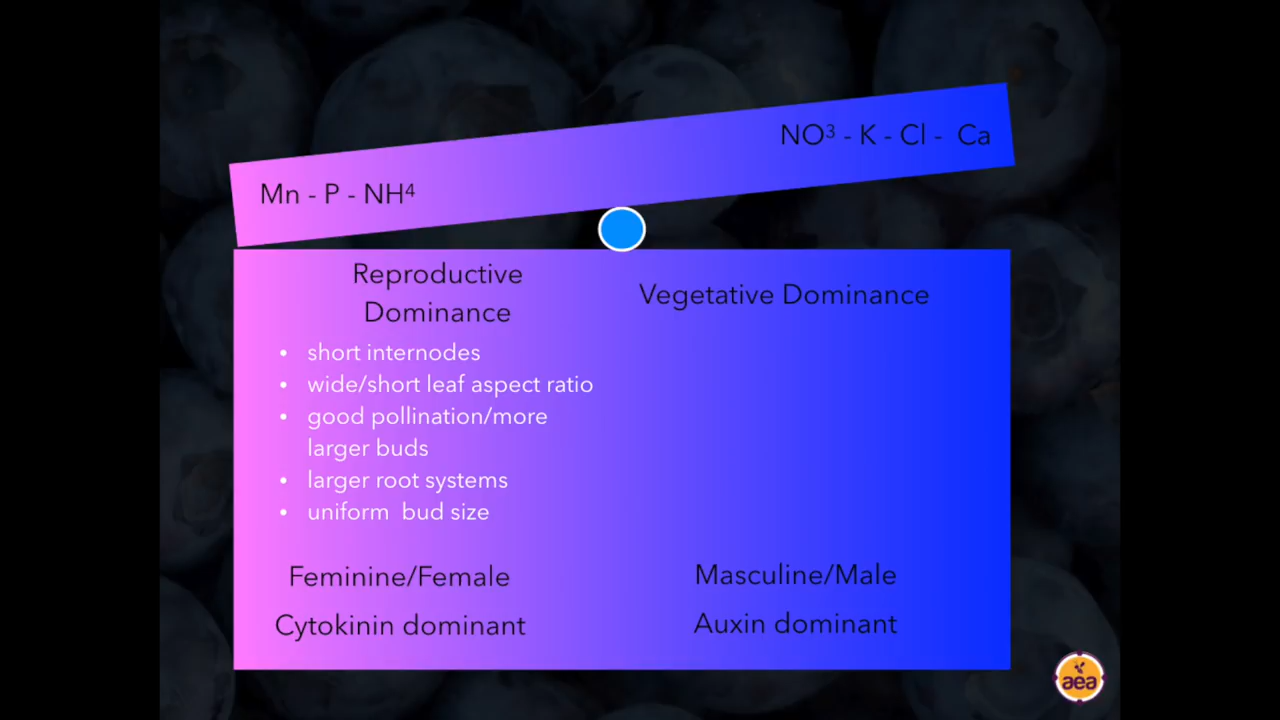 NO³ - K - Cl - Ca
Mn - P - NH⁴
Reproductive
Dominance
Vegetative Dominance
• short internodes
• wide/short leaf aspect ratio
• good pollination/more
larger buds
• larger root systems
• uniform bud size
Feminine/Female
Masculine/Male
Cytokinin dominant
Auxin dominant
aea